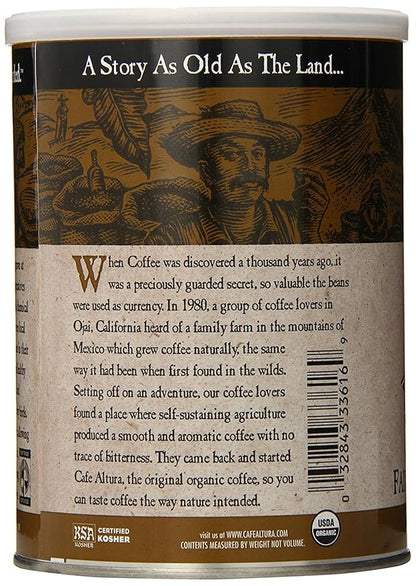 A Story As Old As The Land...
When Coffee was discovered a thousand years ago, it
was a preciously guarded secret, so valuable the beans
were used as currency. In 1980, a group of coffee lovers in
Ojai, California heard of a family farm in the mountains of
Mexico which grew coffee naturally, the same
way it had been when first found in the wilds.
Setting off on an adventure, our coffee lovers
found a place where self-sustaining agriculture
produced a smooth and aromatic coffee with no
trace of bitterness. They came back and started
Cafe Altura, the original organic coffee, so you
can taste coffee the way nature intended.
0 32843 33616 9
KSA
KOSHER
CERTIFIED
KOSHER
visit us at WWW.CAFEALTURA.COM
CONTENTS MEASURED BY WEIGHT NOT VOLUME.
USDA
ORGANIC